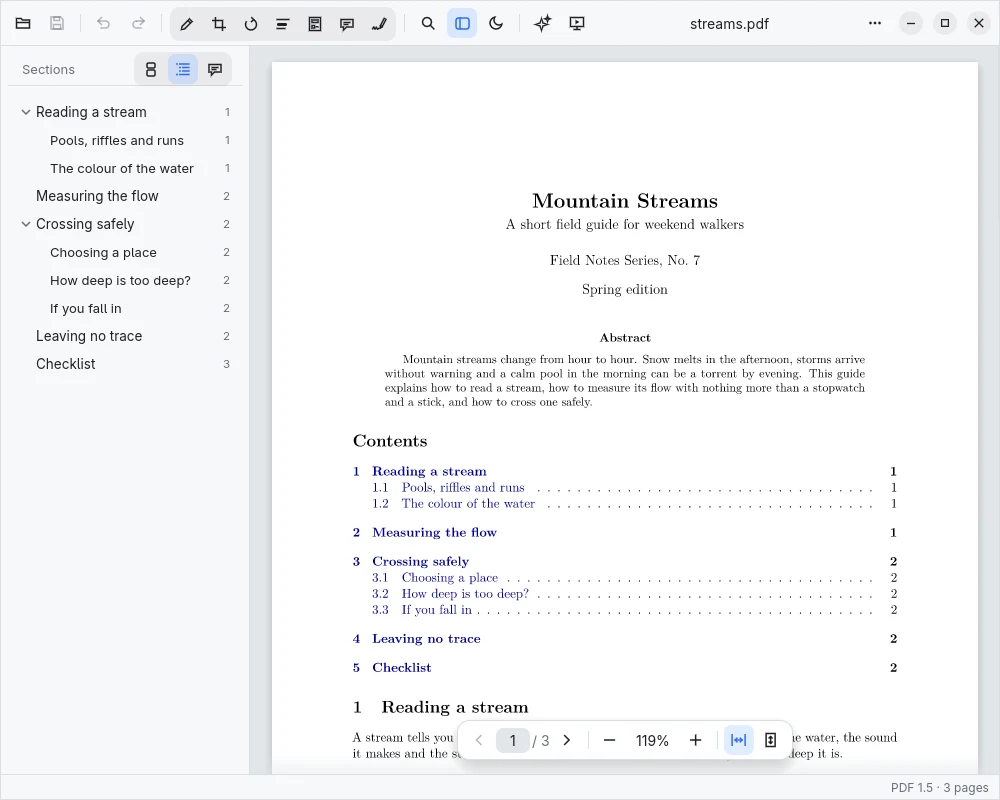 streams.pdf
Sections
Reading a stream 1
Pools, riffles and runs 1
The colour of the water 1
Measuring the flow 2
Crossing safely 2
Choosing a place 2
How deep is too deep? 2
If you fall in 2
Leaving no trace 2
Checklist 3
Mountain Streams
A short field guide for weekend walkers
Field Notes Series, No. 7
Spring edition
Abstract
Mountain streams change from hour to hour. Snow melts in the afternoon, storms arrive
without warning and a calm pool in the morning can be a torrent by evening. This guide
explains how to read a stream, how to measure its flow with nothing more than a stopwatch
and a stick, and how to cross one safely.
Contents
1 Reading a stream 1
1.1 Pools, riffles and runs . . . . . . . . . . . . . . . . . . . . . . . . . . . . . . . . . . 1
1.2 The colour of the water . . . . . . . . . . . . . . . . . . . . . . . . . . . . . . . . . 1
2 Measuring the flow 1
3 Crossing safely 2
3.1 Choosing a place . . . . . . . . . . . . . . . . . . . . . . . . . . . . . . . . . . . . . 2
3.2 How deep is too deep? . . . . . . . . . . . . . . . . . . . . . . . . . . . . . . . . . . 2
3.3 If you fall in . . . . . . . . . . . . . . . . . . . . . . . . . . . . . . . . . . . . . . . . 2
4 Leaving no trace 2
5 Checklist 2
1 Reading a stream
A stream tells you water, the sound
it makes and the it is.
1 / 3 119%
PDF 1.5 · 3 pages